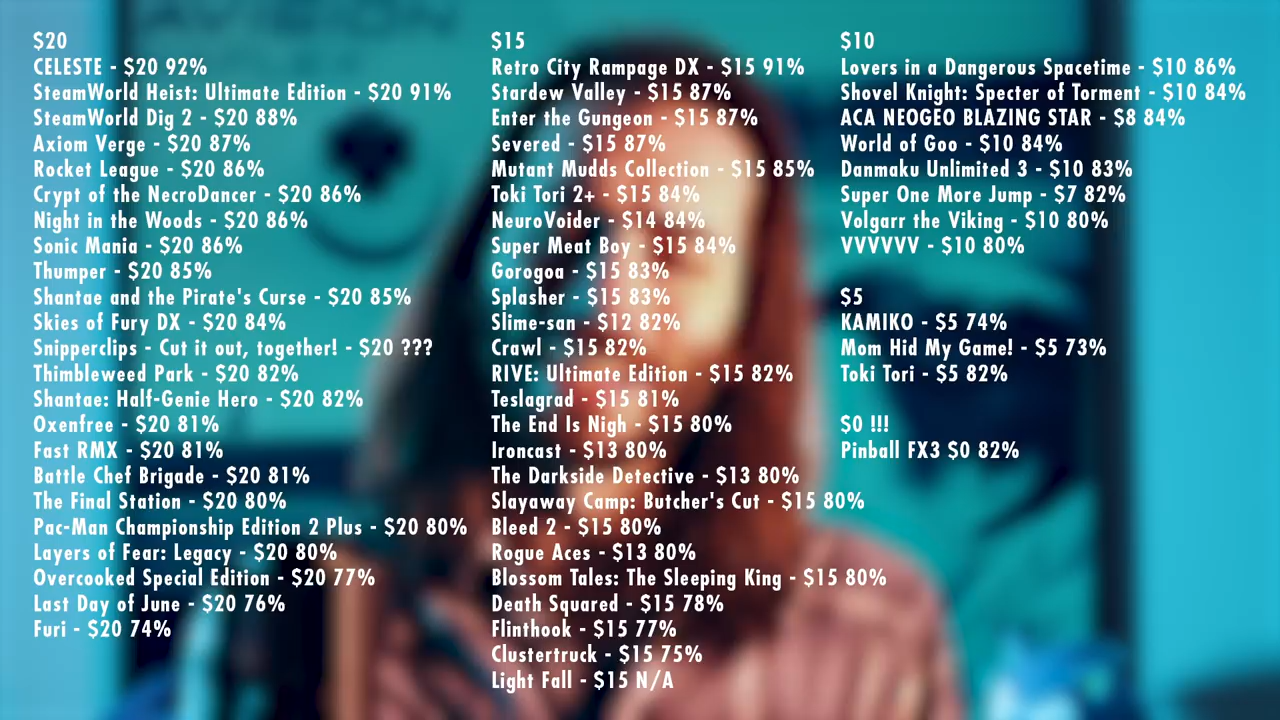 $20
CELESTE - $20 92%
SteamWorld Heist: Ultimate Edition - $20 91%
SteamWorld Dig 2 - $20 88%
Axiom Verge - $20 87%
Rocket League - $20 86%
Crypt of the NecroDancer - $20 86%
Night in the Woods - $20 86%
Sonic Mania - $20 86%
Thumper - $20 85%
Shantae and the Pirate's Curse - $20 85%
Skies of Fury DX - $20 84%
Snipperclips - Cut it out, together! - $20 ???
Thimbleweed Park - $20 82%
Shantae: Half-Genie Hero - $20 82%
Oxenfree - $20 81%
Fast RMX - $20 81%
Battle Chef Brigade - $20 81%
The Final Station - $20 80%
Pac-Man Championship Edition 2 Plus - $20 80%
Layers of Fear: Legacy - $20 80%
Overcooked Special Edition - $20 77%
Last Day of June - $20 76%
Furi - $20 74%
$15
Retro City Rampage DX - $15 91%
Stardew Valley - $15 87%
Enter the Gungeon - $15 87%
Severed - $15 87%
Mutant Mudds Collection - $15 85%
Toki Tori 2+ - $15 84%
NeuroVoider - $14 84%
Super Meat Boy - $15 84%
Gorogoa - $15 83%
Splasher - $15 83%
Slime-san - $12 82%
Crawl - $15 82%
RIVE: Ultimate Edition - $15 82%
Teslagrad - $15 81%
The End Is Nigh - $15 80%
Ironcast - $13 80%
The Darkside Detective - $13 80%
Slayaway Camp: Butcher's Cut - $15 80%
Bleed 2 - $15 80%
Rogue Aces - $13 80%
Blossom Tales: The Sleeping King - $15 80%
Death Squared - $15 78%
Flinthook - $15 77%
Clustertruck - $15 75%
Light Fall - $15 N/A
$10
Lovers in a Dangerous Spacetime - $10 86%
Shovel Knight: Specter of Torment - $10 84%
ACA NEOGEO BLAZING STAR - $8 84%
World of Goo - $10 84%
Danmaku Unlimited 3 - $10 83%
Super One More Jump - $7 82%
Volgarr the Viking - $10 80%
VVVVVV - $10 80%
$5
KAMIKO - $5 74%
Mom Hid My Game! - $5 73%
Toki Tori - $5 82%
$0 !!!
Pinball FX3 $0 82%